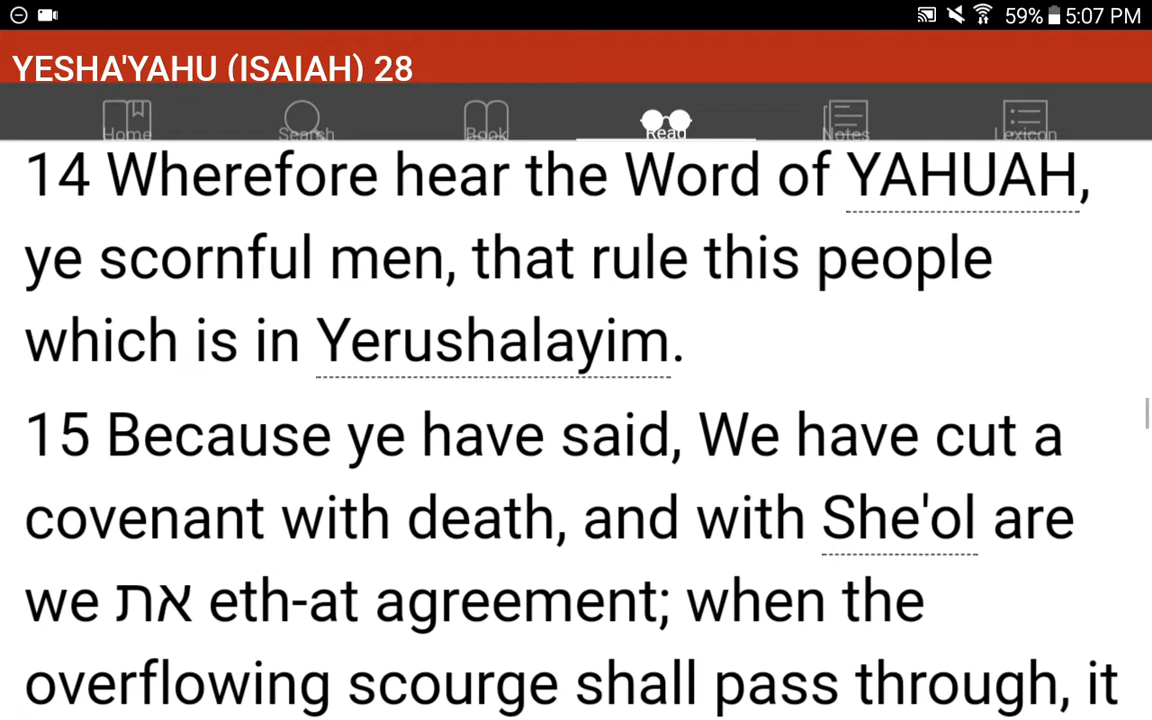 59% 5:07 PM
YESHA'YAHU (ISAIAH) 28
Home Search Book Read Notes Lexicon
14 Wherefore hear the Word of YAHUAH,
ye scornful men, that rule this people
which is in Yerushalayim.
15 Because ye have said, We have cut a
covenant with death, and with She'ol are
we את eth-at agreement; when the
overflowing scourge shall pass through, it